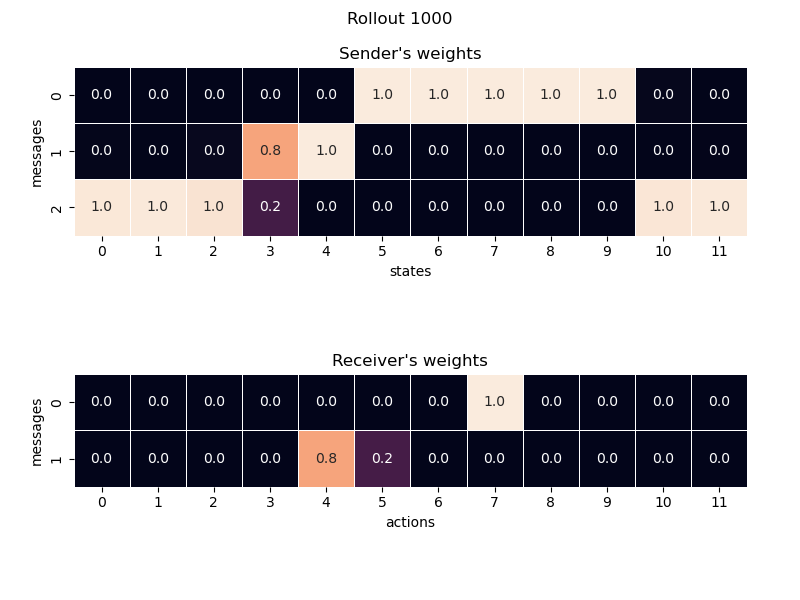 Rollout 1000
Sender's weights
messages
0 0.0 0.0 0.0 0.0 0.0 1.0 1.0 1.0 1.0 1.0 0.0 0.0
1 0.0 0.0 0.0 0.8 1.0 0.0 0.0 0.0 0.0 0.0 0.0 0.0
2 1.0 1.0 1.0 0.2 0.0 0.0 0.0 0.0 0.0 0.0 1.0 1.0
0 1 2 3 4 5 6 7 8 9 10 11
states
Receiver's weights
messages
0 0.0 0.0 0.0 0.0 0.0 0.0 0.0 1.0 0.0 0.0 0.0 0.0
1 0.0 0.0 0.0 0.0 0.8 0.2 0.0 0.0 0.0 0.0 0.0 0.0
0 1 2 3 4 5 6 7 8 9 10 11
actions